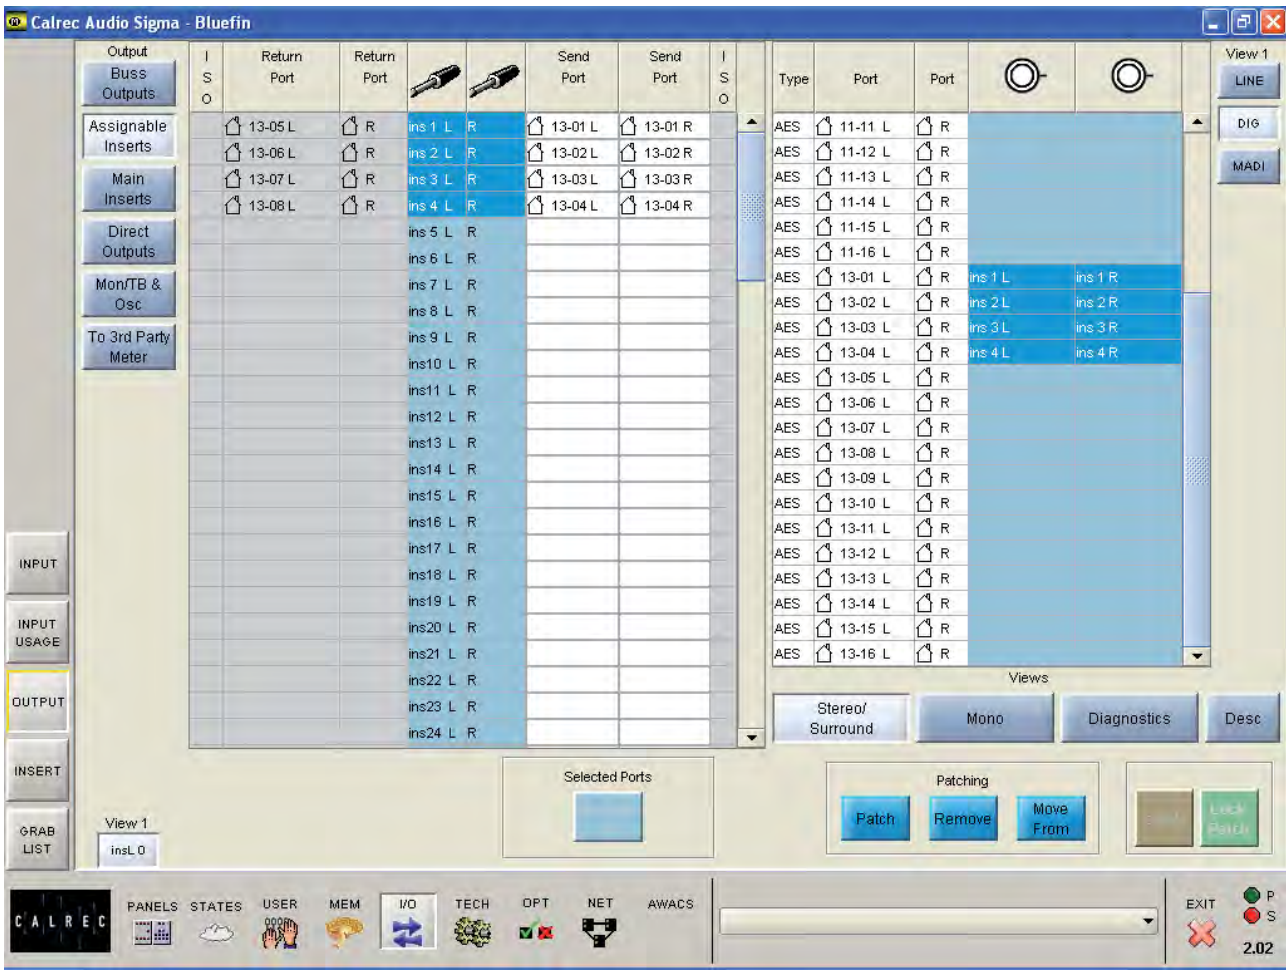 Calrec Audio Sigma - Bluefin
Output
Buss
Outputs
Assignable
Inserts
Main
Inserts
Direct
Outputs
Mon/TB &
Osc
To 3rd Party
Meter
I S O Return Port Return Port Send Port Send Port I S O
13-05 L R ins 1 L R 13-01 L 13-01 R
13-06 L R ins 2 L R 13-02 L 13-02 R
13-07 L R ins 3 L R 13-03 L 13-03 R
13-08 L R ins 4 L R 13-04 L 13-04 R
ins 5 L R
ins 6 L R
ins 7 L R
ins 8 L R
ins 9 L R
ins10 L R
ins11 L R
ins12 L R
ins13 L R
ins14 L R
ins15 L R
ins16 L R
ins17 L R
ins18 L R
ins19 L R
ins20 L R
ins21 L R
ins22 L R
ins23 L R
ins24 L R
Type Port Port
AES 11-11 L R
AES 11-12 L R
AES 11-13 L R
AES 11-14 L R
AES 11-15 L R
AES 11-16 L R
AES 13-01 L R ins 1 L ins 1 R
AES 13-02 L R ins 2 L ins 2 R
AES 13-03 L R ins 3 L ins 3 R
AES 13-04 L R ins 4 L ins 4 R
AES 13-05 L R
AES 13-06 L R
AES 13-07 L R
AES 13-08 L R
AES 13-09 L R
AES 13-10 L R
AES 13-11 L R
AES 13-12 L R
AES 13-13 L R
AES 13-14 L R
AES 13-15 L R
AES 13-16 L R
View 1
LINE
DIG
MADI
Views
Stereo/
Surround
Mono
Diagnostics
Desc
INPUT
INPUT
USAGE
OUTPUT
INSERT
GRAB
LIST
View 1
insL 0
Selected Ports
Patching
Patch
Remove
Move
From
Lock
Patch
CALREC
PANELS STATES USER MEM I/O TECH OPT NET AWACS
EXIT
P
S
2.02